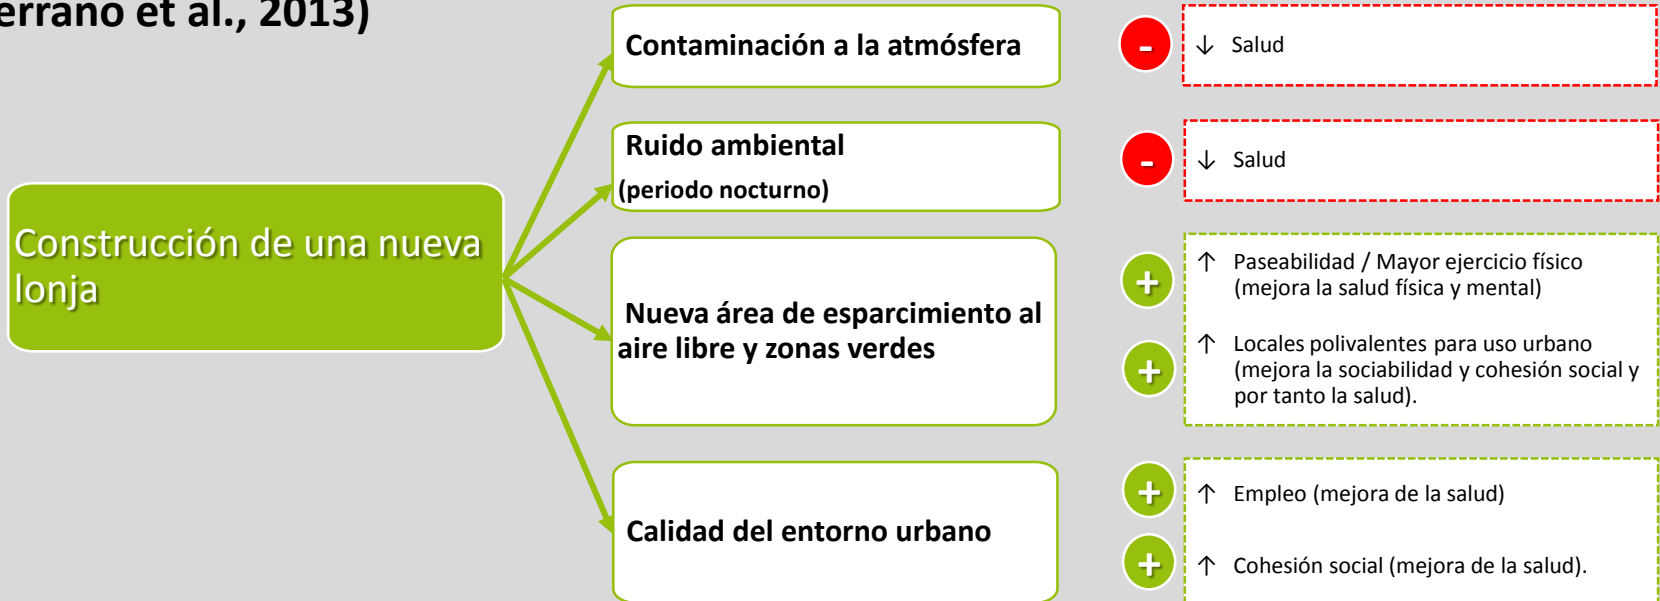 errano et al., 2013)
Construcción de una nueva
lonja
Contaminación a la atmósfera
-
↓ Salud
Ruido ambiental
(periodo nocturno)
-
↓ Salud
Nueva área de esparcimiento al
aire libre y zonas verdes
+
↑ Paseabilidad / Mayor ejercicio físico
(mejora la salud física y mental)
+
↑ Locales polivalentes para uso urbano
(mejora la sociabilidad y cohesión social y
por tanto la salud).
Calidad del entorno urbano
+
↑ Empleo (mejora de la salud)
+
↑ Cohesión social (mejora de la salud).